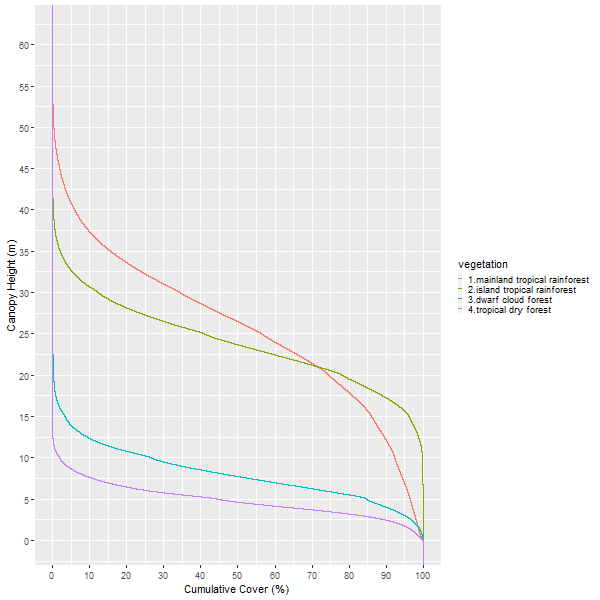 Canopy Height (m)
60
55
50
45
40
35
30
25
20
15
10
5
0
0 10 20 30 40 50 60 70 80 90 100
Cumulative Cover (%)
vegetation
1.mainland tropical rainforest
2.island tropical rainforest
3.dwarf cloud forest
4.tropical dry forest